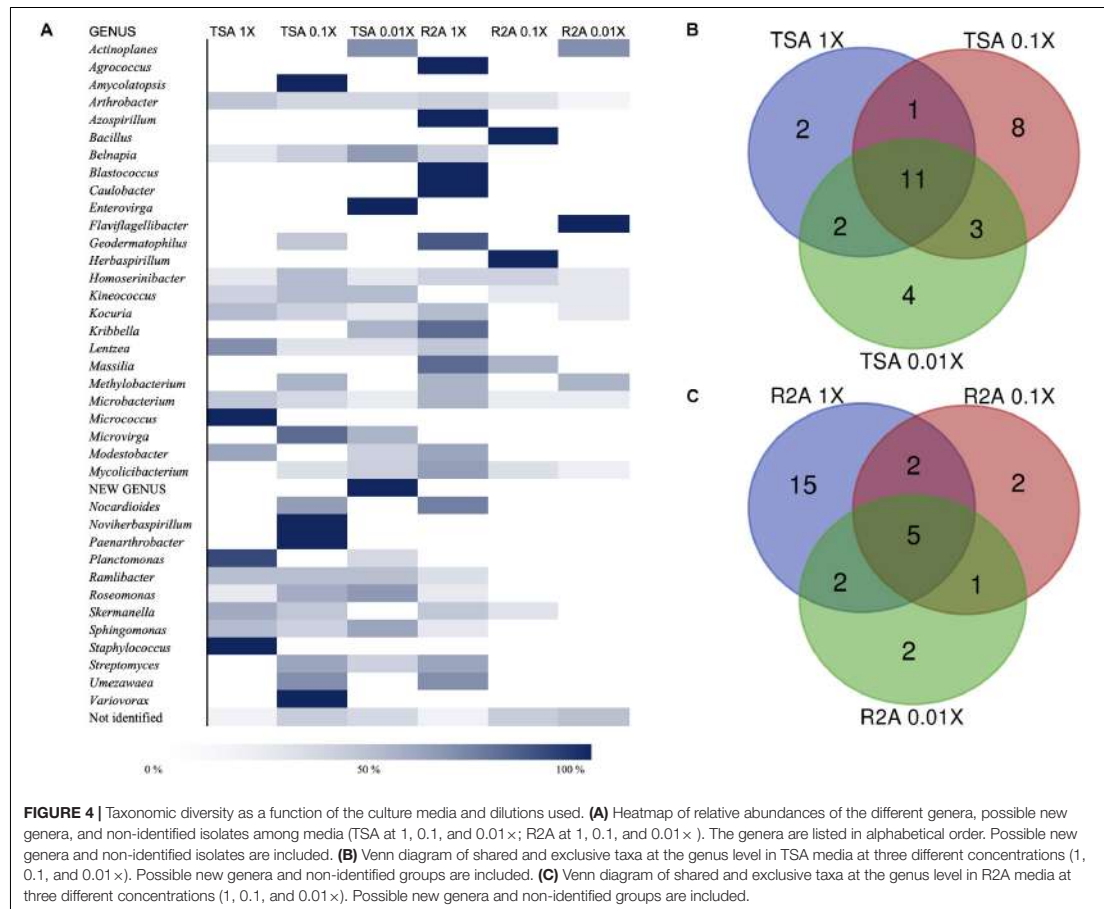 A
GENUS TSA 1X TSA 0.1X TSA 0.01X R2A 1X R2A 0.1X R2A 0.01X
Actinoplanes
Agrococcus
Amycolatopsis
Arthrobacter
Azospirillum
Bacillus
Belnapia
Blastococcus
Caulobacter
Enterovirga
Flaviflagellibacter
Geodermatophilus
Herbaspirillum
Homoserinibacter
Kineococcus
Kocuria
Kribbella
Lentzea
Massilia
Methylobacterium
Microbacterium
Micrococcus
Microvirga
Modestobacter
Mycolicibacterium
NEW GENUS
Nocardioides
Noviherbaspirillum
Paenarthrobacter
Planctomonas
Ramlibacter
Roseomonas
Skermanella
Sphingomonas
Staphylococcus
Streptomyces
Umezawaea
Variovorax
Not identified
0 % 50 % 100 %
B
TSA 1X TSA 0.1X
2 1 8
11
2 3
4
TSA 0.01X
C
R2A 1X R2A 0.1X
15 2 2
5
2 1
2
R2A 0.01X
FIGURE 4 | Taxonomic diversity as a function of the culture media and dilutions used. (A) Heatmap of relative abundances of the different genera, possible new
genera, and non-identified isolates among media (TSA at 1, 0.1, and 0.01×; R2A at 1, 0.1, and 0.01× ). The genera are listed in alphabetical order. Possible new
genera and non-identified isolates are included. (B) Venn diagram of shared and exclusive taxa at the genus level in TSA media at three different concentrations (1,
0.1, and 0.01×). Possible new genera and non-identified groups are included. (C) Venn diagram of shared and exclusive taxa at the genus level in R2A media at
three different concentrations (1, 0.1, and 0.01×). Possible new genera and non-identified groups are included.